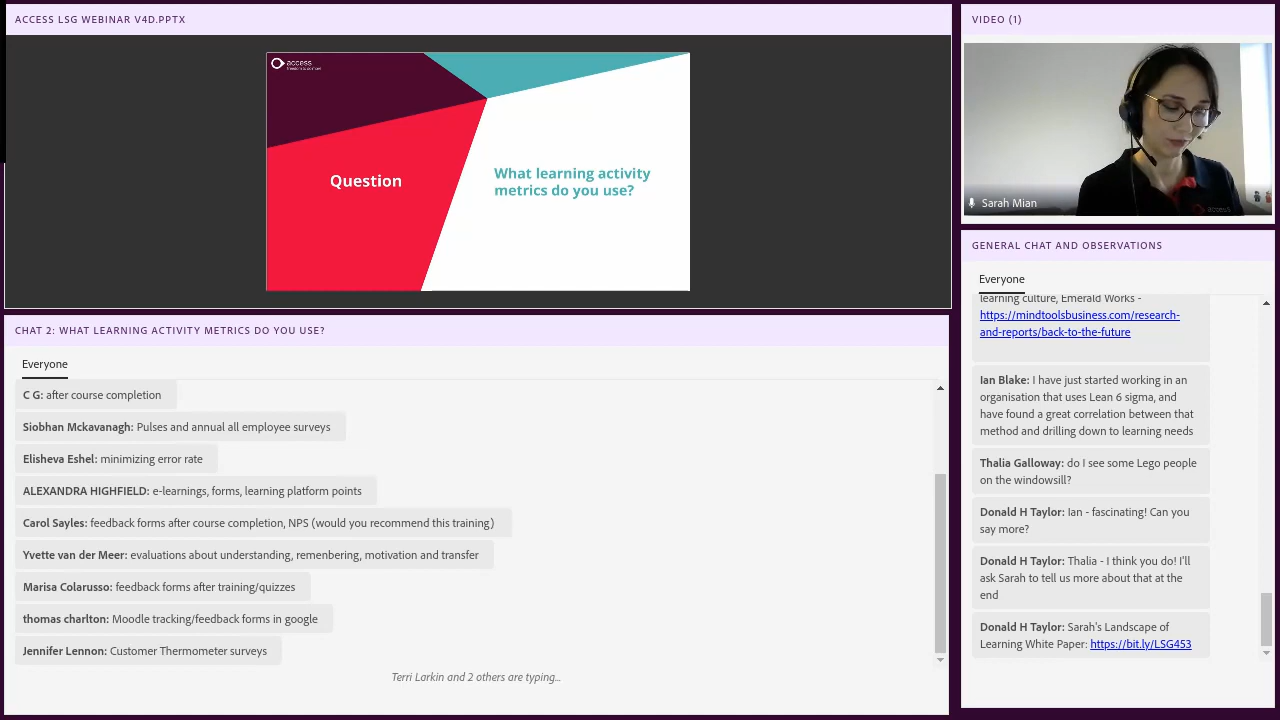 ACCESS LSG WEBINAR V4D.PPTX
access
Question
What learning activity
metrics do you use?
VIDEO (1)
Sarah Mian
CHAT 2: WHAT LEARNING ACTIVITY METRICS DO YOU USE?
Everyone
C G: after course completion
Siobhan Mckavanagh: Pulses and annual all employee surveys
Elisheva Eshel: minimizing error rate
ALEXANDRA HIGHFIELD: e-learnings, forms, learning platform points
Carol Sayles: feedback forms after course completion, NPS (would you recommend this training)
Yvette van der Meer: evaluations about understanding, remenbering, motivation and transfer
Marisa Colarusso: feedback forms after training/quizzes
thomas charlton: Moodle tracking/feedback forms in google
Jennifer Lennon: Customer Thermometer surveys
Terri Larkin and 2 others are typing...
GENERAL CHAT AND OBSERVATIONS
Everyone
learning culture, Emerald Works -
https://mindtoolsbusiness.com/research-
and-reports/back-to-the-future
Ian Blake: I have just started working in an
organisation that uses Lean 6 sigma, and
have found a great correlation between that
method and drilling down to learning needs
Thalia Galloway: do I see some Lego people
on the windowsill?
Donald H Taylor: Ian - fascinating! Can you
say more?
Donald H Taylor: Thalia - I think you do! I'll
ask Sarah to tell us more about that at the
end
Donald H Taylor: Sarah's Landscape of
Learning White Paper: https://bit.ly/LSG453